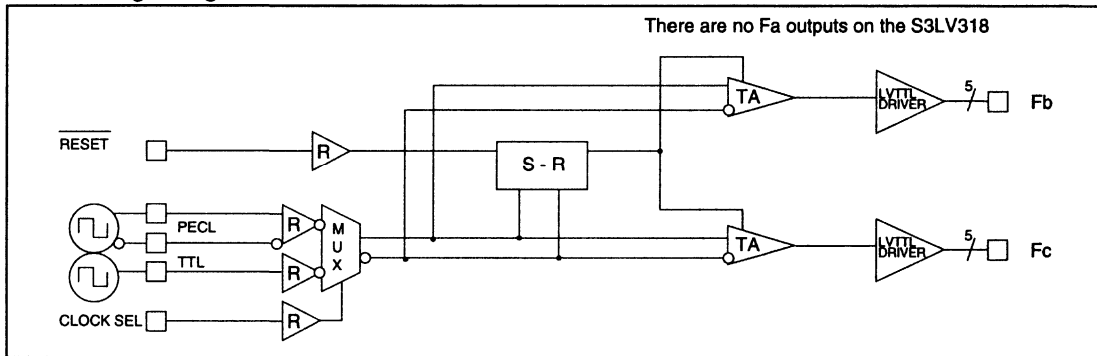 There are no Fa outputs on the S3LV318
TA
LVTTL
DRIVER
5
Fb
RESET
R
S - R
PECL
R
MUX
TTL
R
CLOCK SEL
R
TA
LVTTL
DRIVER
5
Fc